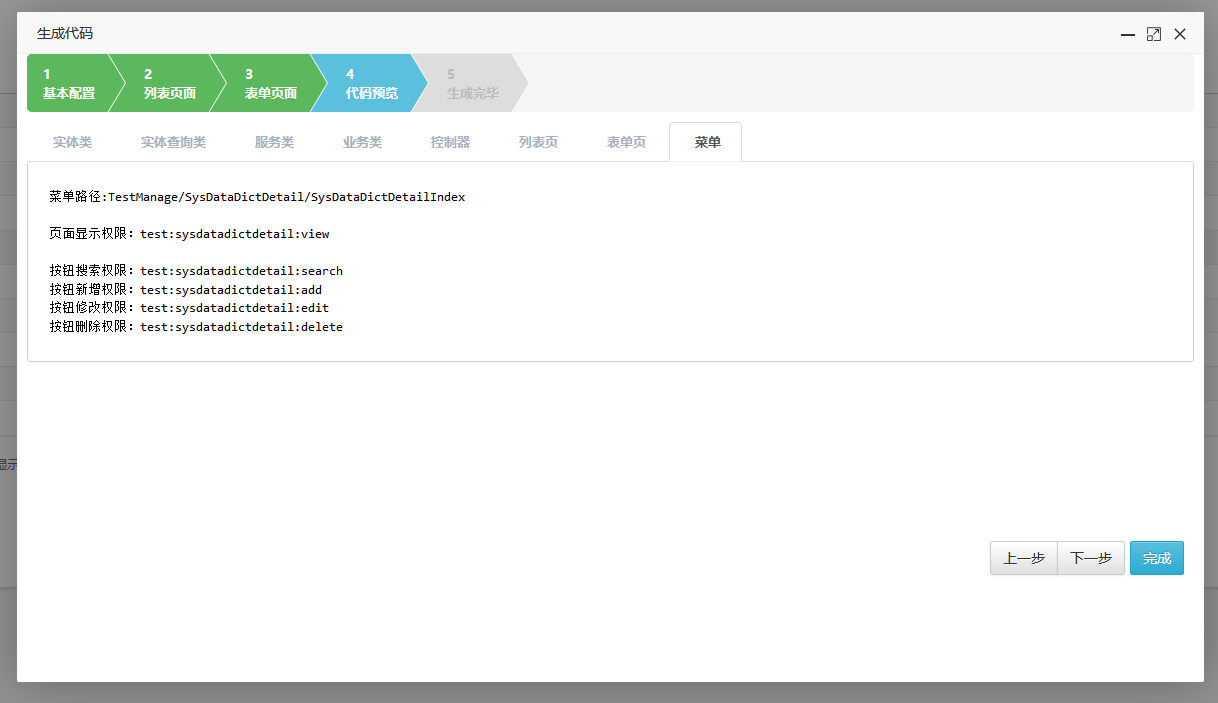 生成代码
1
基本配置
2
列表页面
3
表单页面
4
代码预览
5
生成完毕
实体类
实体查询类
服务类
业务类
控制器
列表页
表单页
菜单
菜单路径:TestManage/SysDataDictDetail/SysDataDictDetailIndex
页面显示权限：test:sysdatadictdetail:view
按钮搜索权限：test:sysdatadictdetail:search
按钮新增权限：test:sysdatadictdetail:add
按钮修改权限：test:sysdatadictdetail:edit
按钮删除权限：test:sysdatadictdetail:delete
显示
上一步
下一步
完成